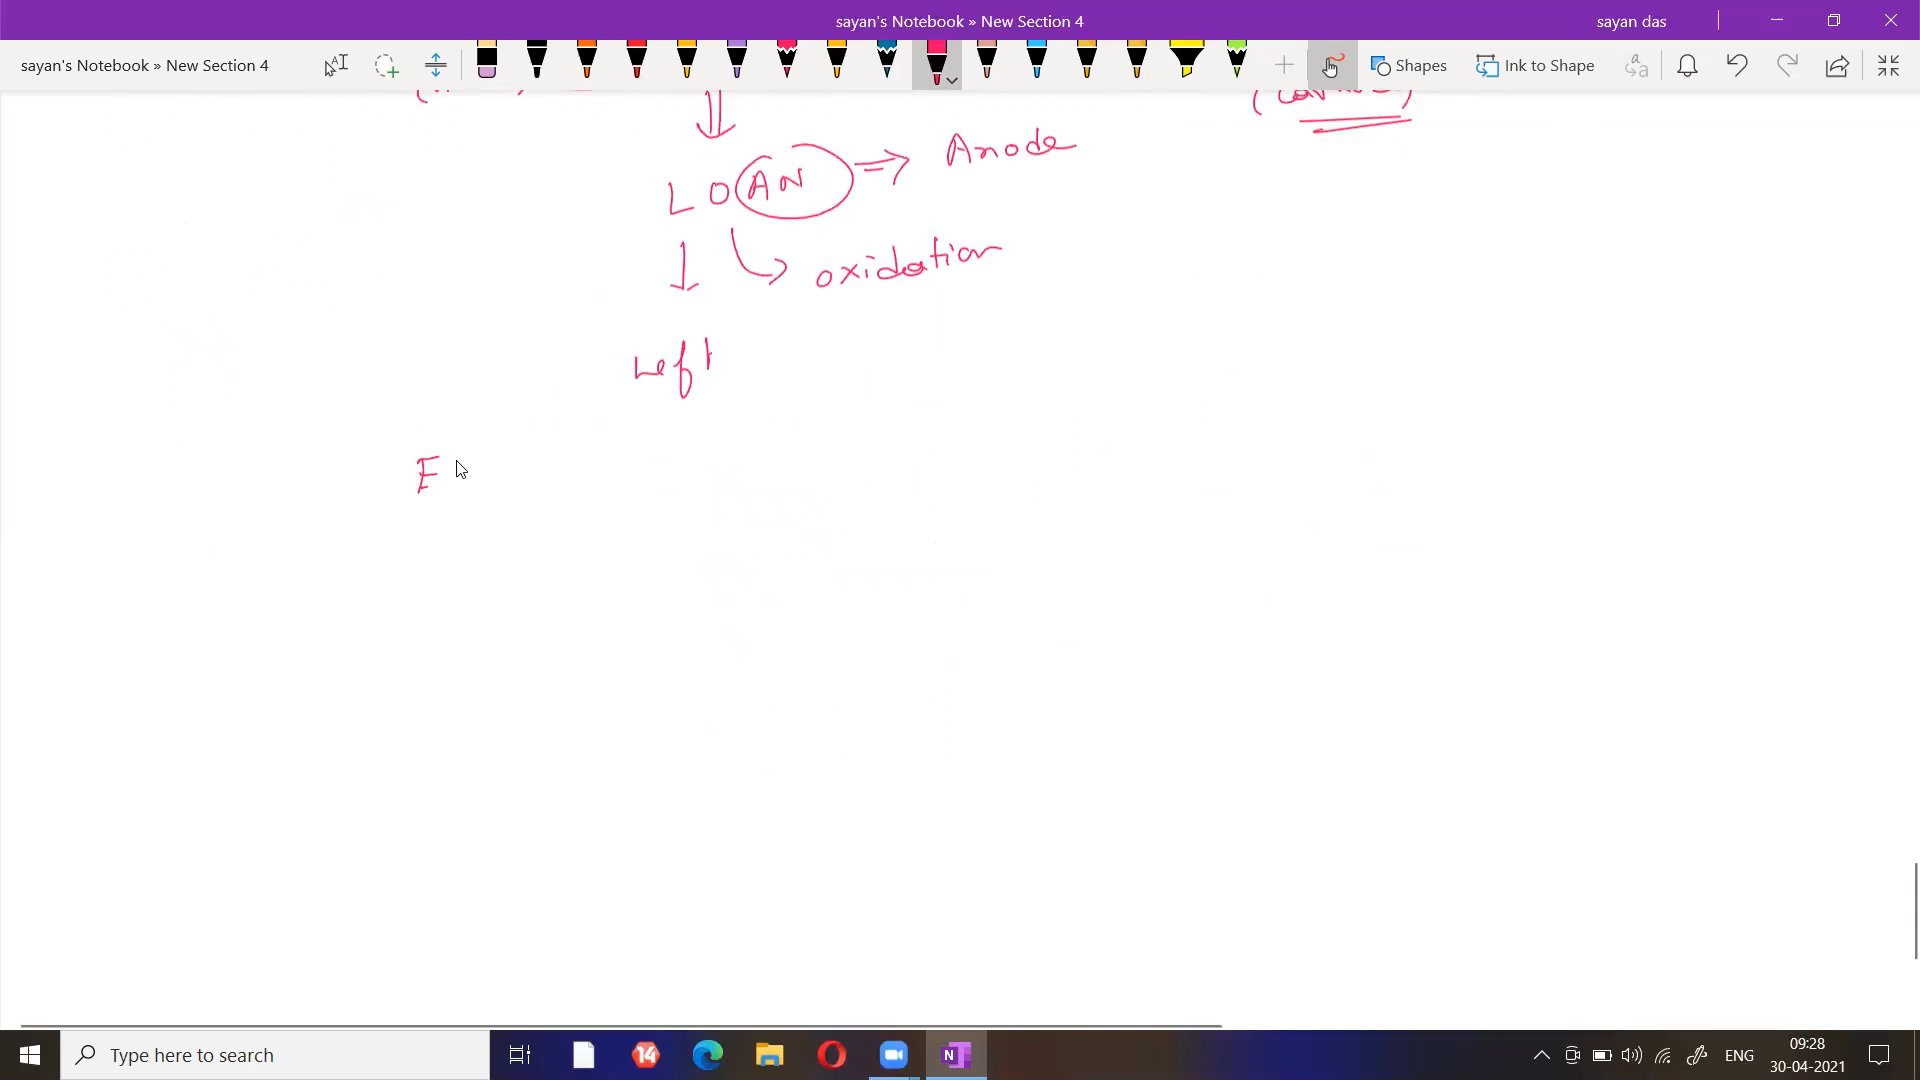 sayan's Notebook » New Section 4
sayan das
sayan's Notebook » New Section 4
Shapes
Ink to Shape
Anode
LOAN
oxidation
Left
E
Type here to search
14
N
ENG
09:28
30-04-2021